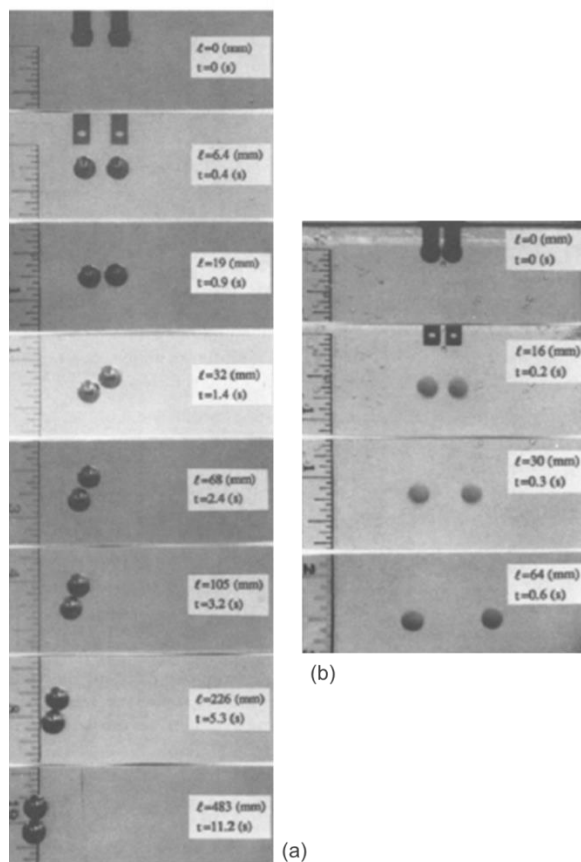 ℓ=0 (mm)
t=0 (s)
ℓ=6.4 (mm)
t=0.4 (s)
ℓ=19 (mm)
t=0.9 (s)
ℓ=32 (mm)
t=1.4 (s)
ℓ=68 (mm)
t=2.4 (s)
ℓ=105 (mm)
t=3.2 (s)
ℓ=226 (mm)
t=5.3 (s)
ℓ=483 (mm)
t=11.2 (s)
(a)
ℓ=0 (mm)
t=0 (s)
ℓ=16 (mm)
t=0.2 (s)
ℓ=30 (mm)
t=0.3 (s)
ℓ=64 (mm)
t=0.6 (s)
(b)